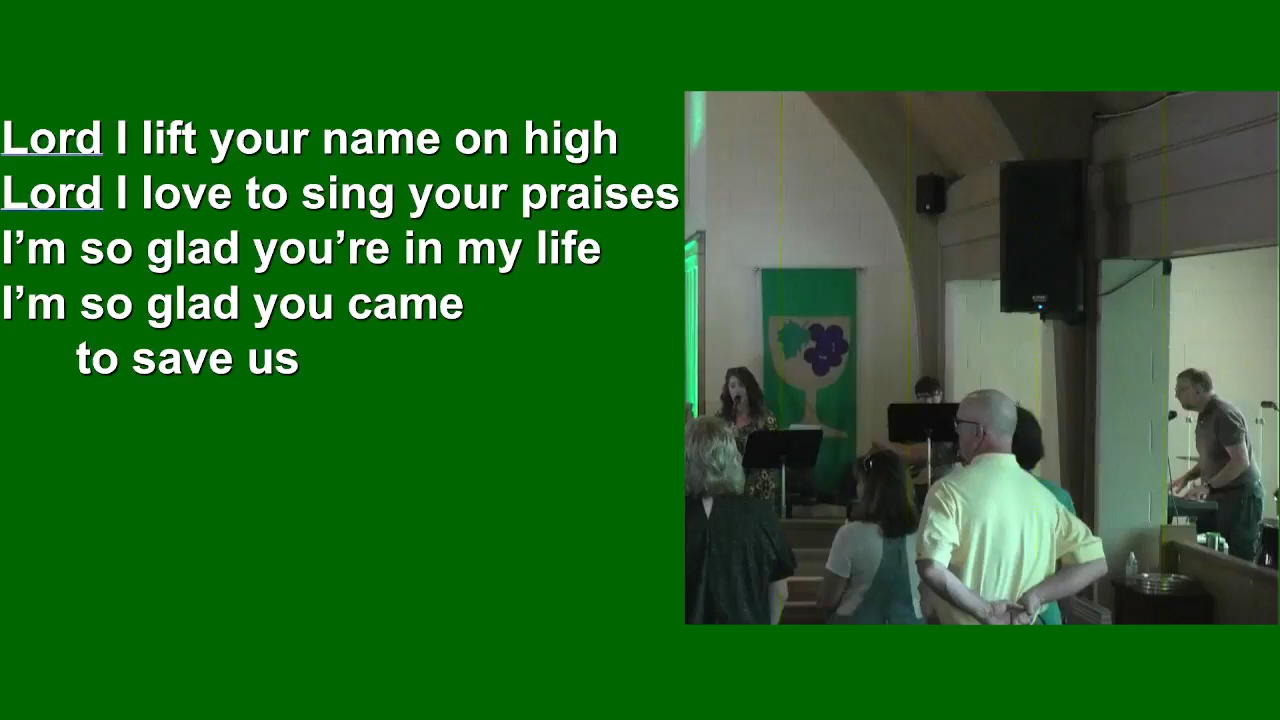 Lord I lift your name on high
Lord I love to sing your praises
I’m so glad you’re in my life
I’m so glad you came
to save us